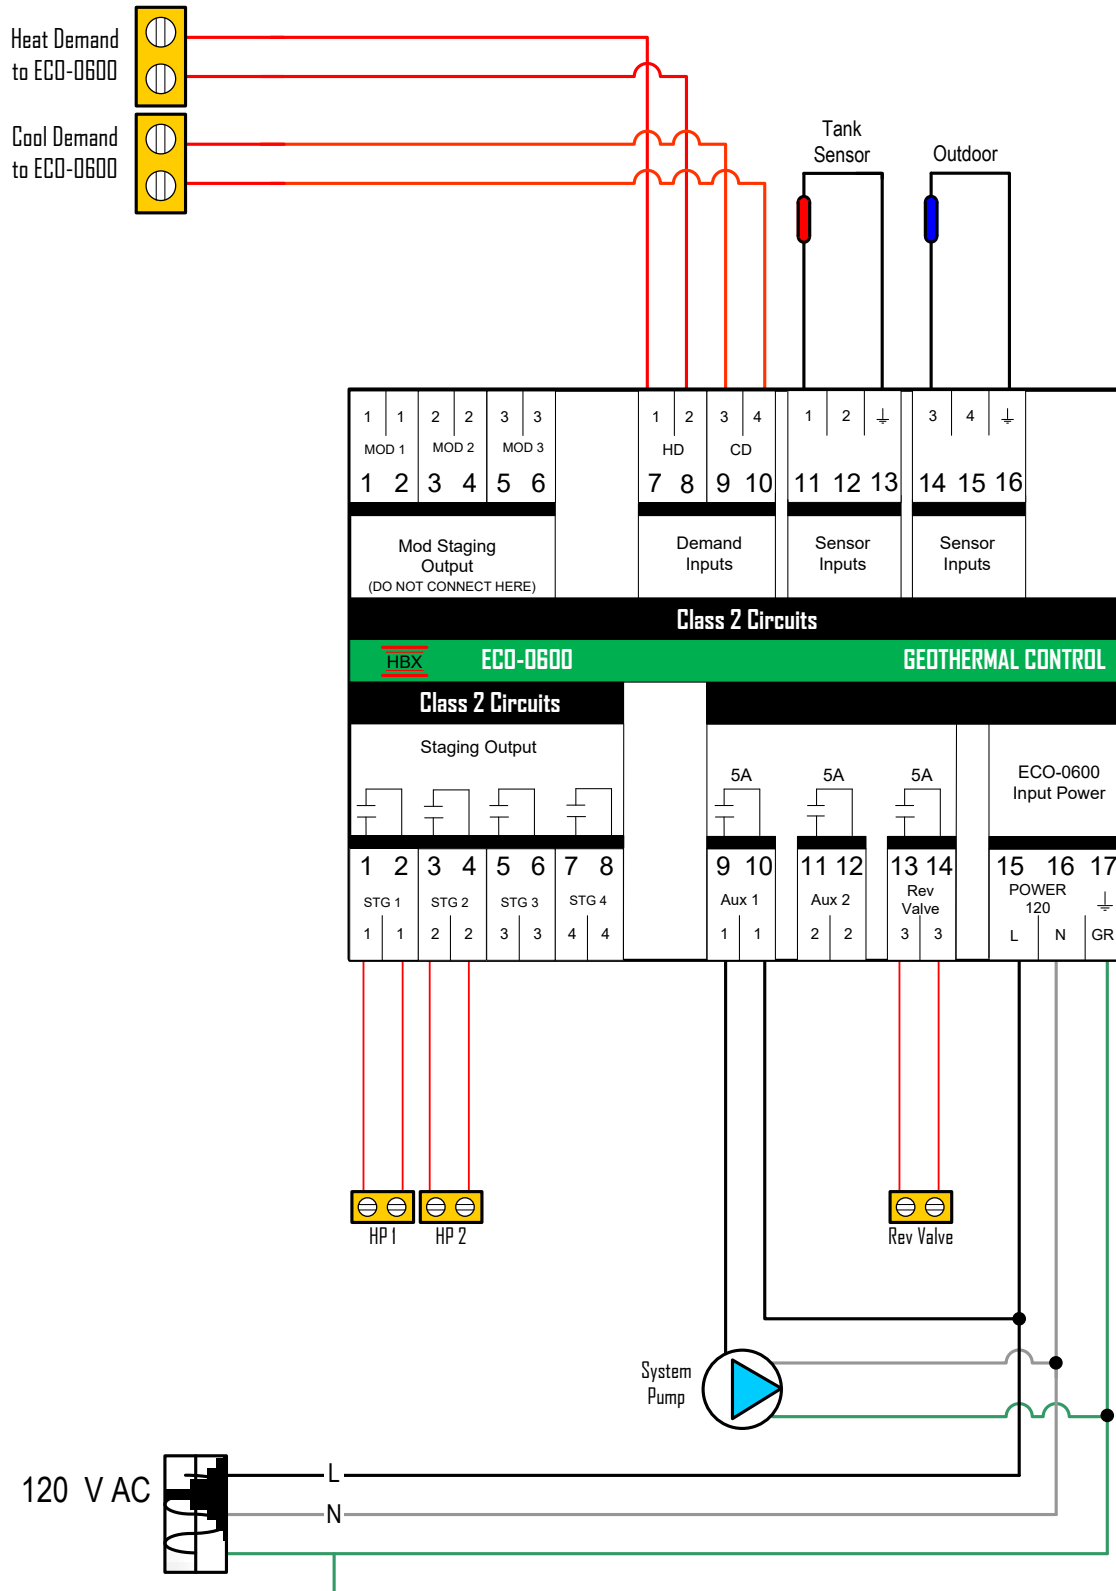 Heat Demand
to ECO-0600
Cool Demand
to ECO-0600
Tank
Sensor
Outdoor
1 1 2 2 3 3
MOD 1 MOD 2 MOD 3
1 2 3 4 5 6
1 2 3 4
HD CD
7 8 9 10
1 2
11 12 13
3 4
14 15 16
Mod Staging
Output
(DO NOT CONNECT HERE)
Demand
Inputs
Sensor
Inputs
Sensor
Inputs
Class 2 Circuits
HBX ECO-0600 GEOTHERMAL CONTROL
Class 2 Circuits
Staging Output
5A 5A 5A
ECO-0600
Input Power
1 2 3 4 5 6 7 8
STG 1 STG 2 STG 3 STG 4
1 1 2 2 3 3 4 4
9 10
Aux 1
1 1
11 12
Aux 2
2 2
13 14
Rev
Valve
3 3
15 16 17
POWER
120
L N GR
HP 1 HP 2
Rev Valve
System
Pump
120 V AC
L
N